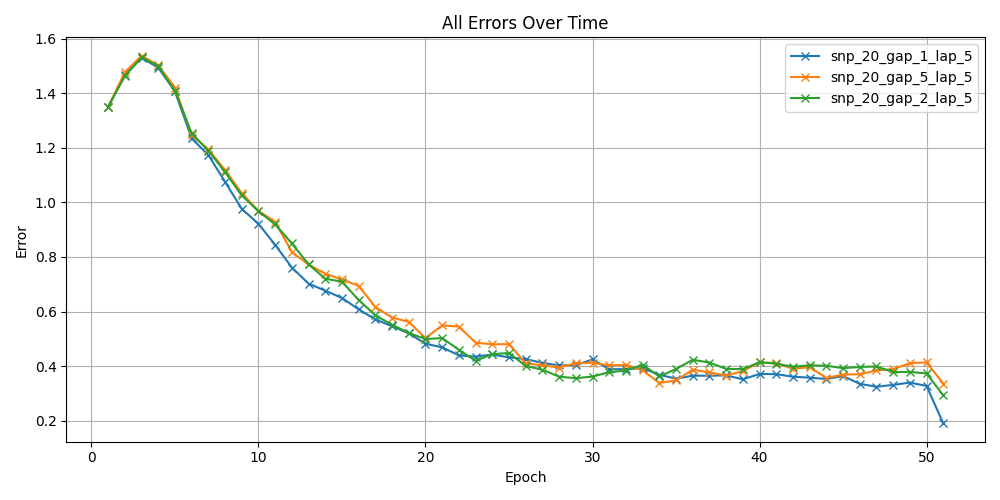 All Errors Over Time
1.6
1.4
1.2
1.0
0.8
0.6
0.4
0.2
Error
snp_20_gap_1_lap_5
snp_20_gap_5_lap_5
snp_20_gap_2_lap_5
0 10 20 30 40 50
Epoch